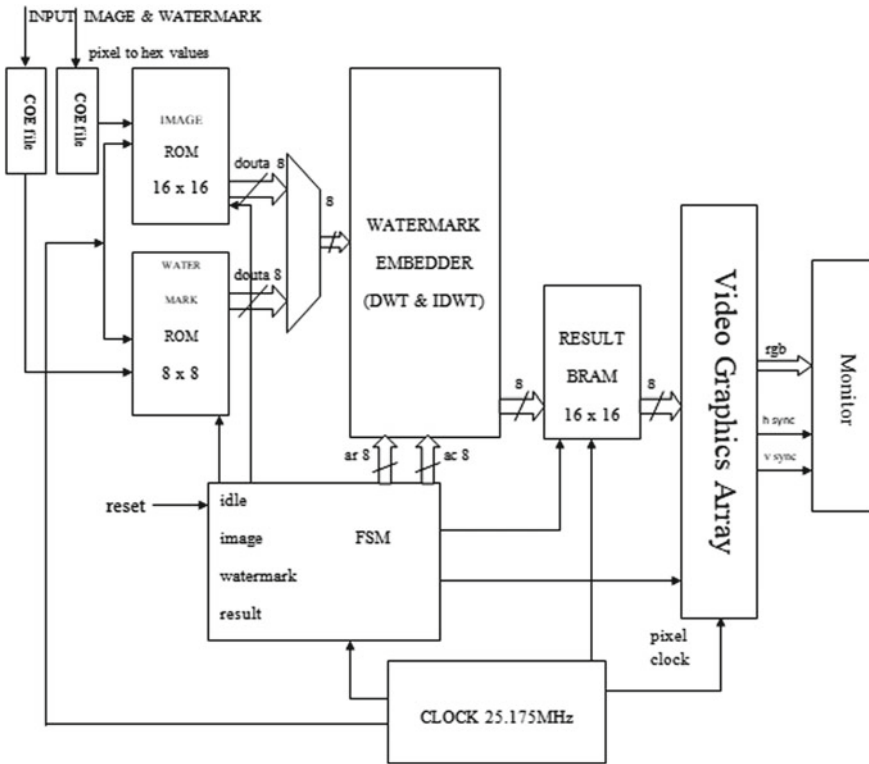 INPUT IMAGE & WATERMARK
pixel to hex values
COE file
COE file
IMAGE
ROM
16 x 16
douta 8
8
WATER
MARK
ROM
8 x 8
douta 8
WATERMARK
EMBEDDER
(DWT & IDWT)
8
RESULT
BRAM
16 x 16
8
Video Graphics Array
rgb
h sync
v sync
Monitor
ar 8
ac 8
reset
idle
image
watermark
result
FSM
pixel
clock
CLOCK 25.175MHz